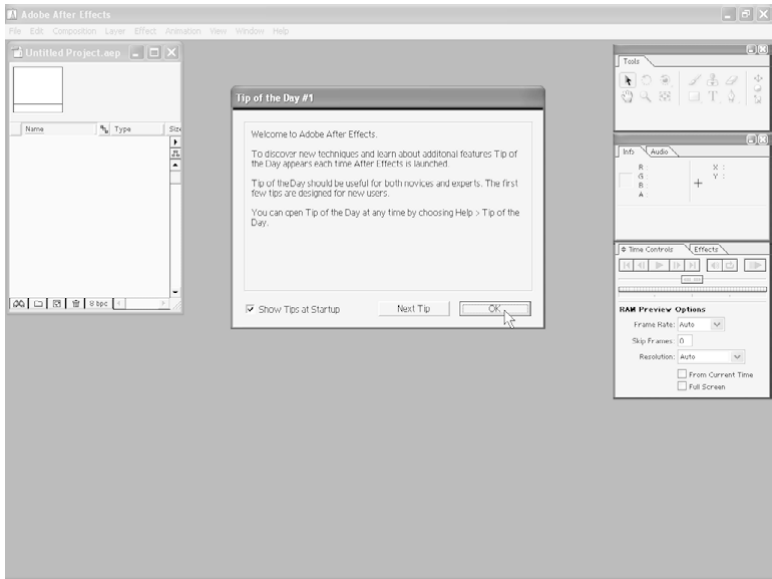 Adobe After Effects
File Edit Composition Layer Effect Animation View Window Help
Untitled Project.aep
Name Type Size
8 bpc
Tip of the Day #1
Welcome to Adobe After Effects.
To discover new techniques and learn about additonal features Tip of
the Day appears each time After Effects is launched.
Tip of the Day should be useful for both novices and experts. The first
few tips are designed for new users.
You can open Tip of the Day at any time by choosing Help > Tip of the
Day.
Show Tips at Startup
Next Tip
OK
Tools
Info Audio
R : X :
G : Y :
B :
A :
Time Controls Effects
RAM Preview Options
Frame Rate: Auto
Skip Frames: 0
Resolution: Auto
From Current Time
Full Screen